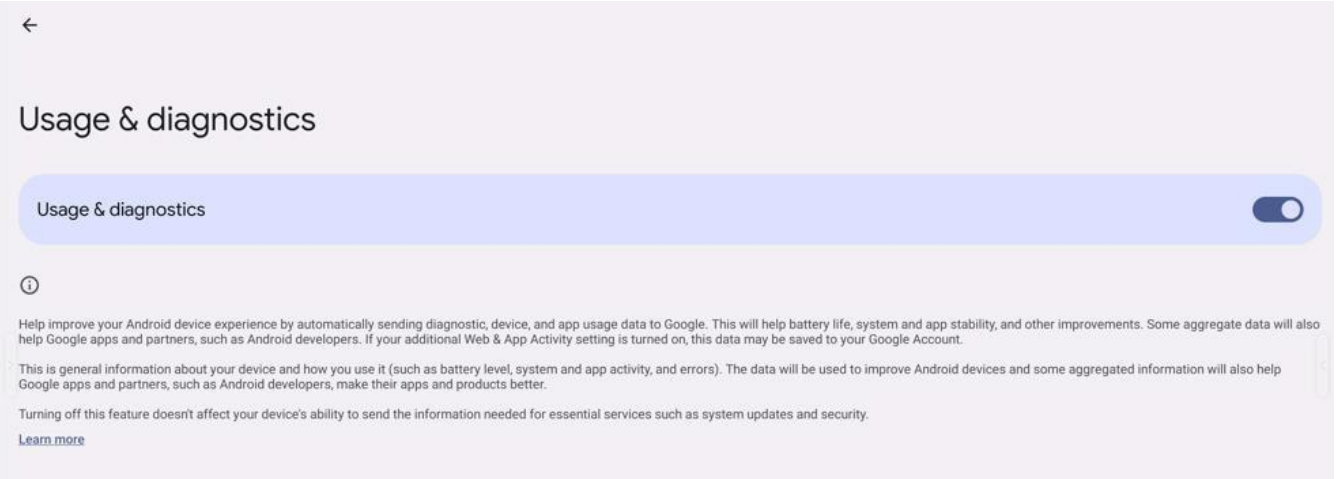 Usage & diagnostics
Usage & diagnostics
Help improve your Android device experience by automatically sending diagnostic, device, and app usage data to Google. This will help battery life, system and app stability, and other improvements. Some aggregate data will also
help Google apps and partners, such as Android developers. If your additional Web & App Activity setting is turned on, this data may be saved to your Google Account.
This is general information about your device and how you use it (such as battery level, system and app activity, and errors). The data will be used to improve Android devices and some aggregated information will also help
Google apps and partners, such as Android developers, make their apps and products better.
Turning off this feature doesn't affect your device's ability to send the information needed for essential services such as system updates and security.
Learn more